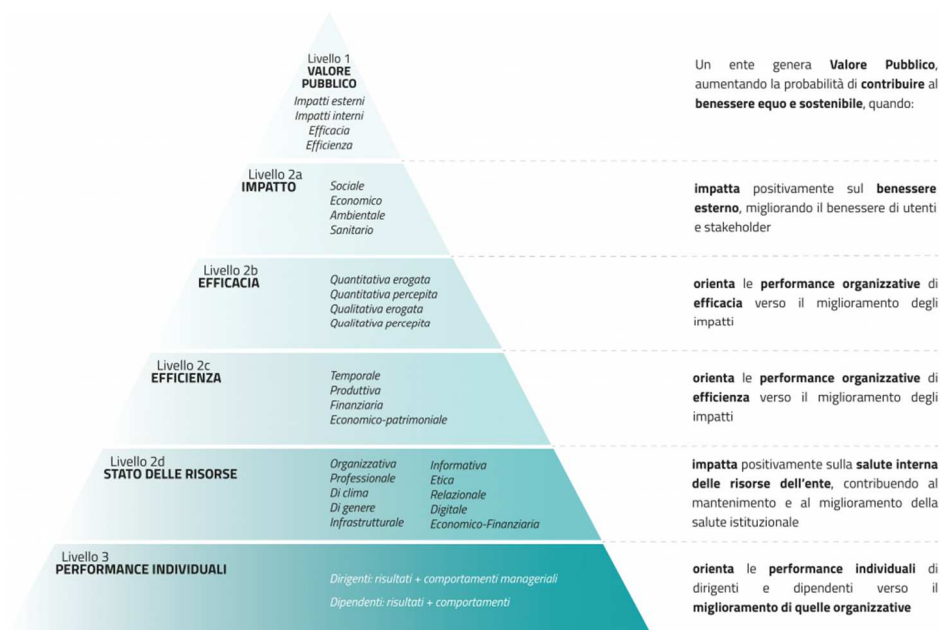 Livello 1
VALORE
PUBBLICO
Impatti esterni
Impatti interni
Efficacia
Efficienza
Un ente genera Valore Pubblico,
aumentando la probabilità di contribuire al
benessere equo e sostenibile, quando:
Livello 2a
IMPATTO
Sociale
Economico
Ambientale
Sanitario
impatta positivamente sul benessere
esterno, migliorando il benessere di utenti
e stakeholder
Livello 2b
EFFICACIA
Quantitativa erogata
Quantitativa percepita
Qualitativa erogata
Qualitativa percepita
orienta le performance organizzative di
efficacia verso il miglioramento degli
impatti
Livello 2c
EFFICIENZA
Temporale
Produttiva
Finanziaria
Economico-patrimoniale
orienta le performance organizzative di
efficienza verso il miglioramento degli
impatti
Livello 2d
STATO DELLE RISORSE
Organizzativa
Professionale
Di clima
Di genere
Infrastrutturale
Informativa
Etica
Relazionale
Digitale
Economico-Finanziaria
impatta positivamente sulla salute interna
delle risorse dell'ente, contribuendo al
mantenimento e al miglioramento della
salute istituzionale
Livello 3
PERFORMANCE INDIVIDUALI
Dirigenti: risultati + comportamenti manageriali
Dipendenti: risultati + comportamenti
orienta le performance individuali di
dirigenti e dipendenti verso il
miglioramento di quelle organizzative